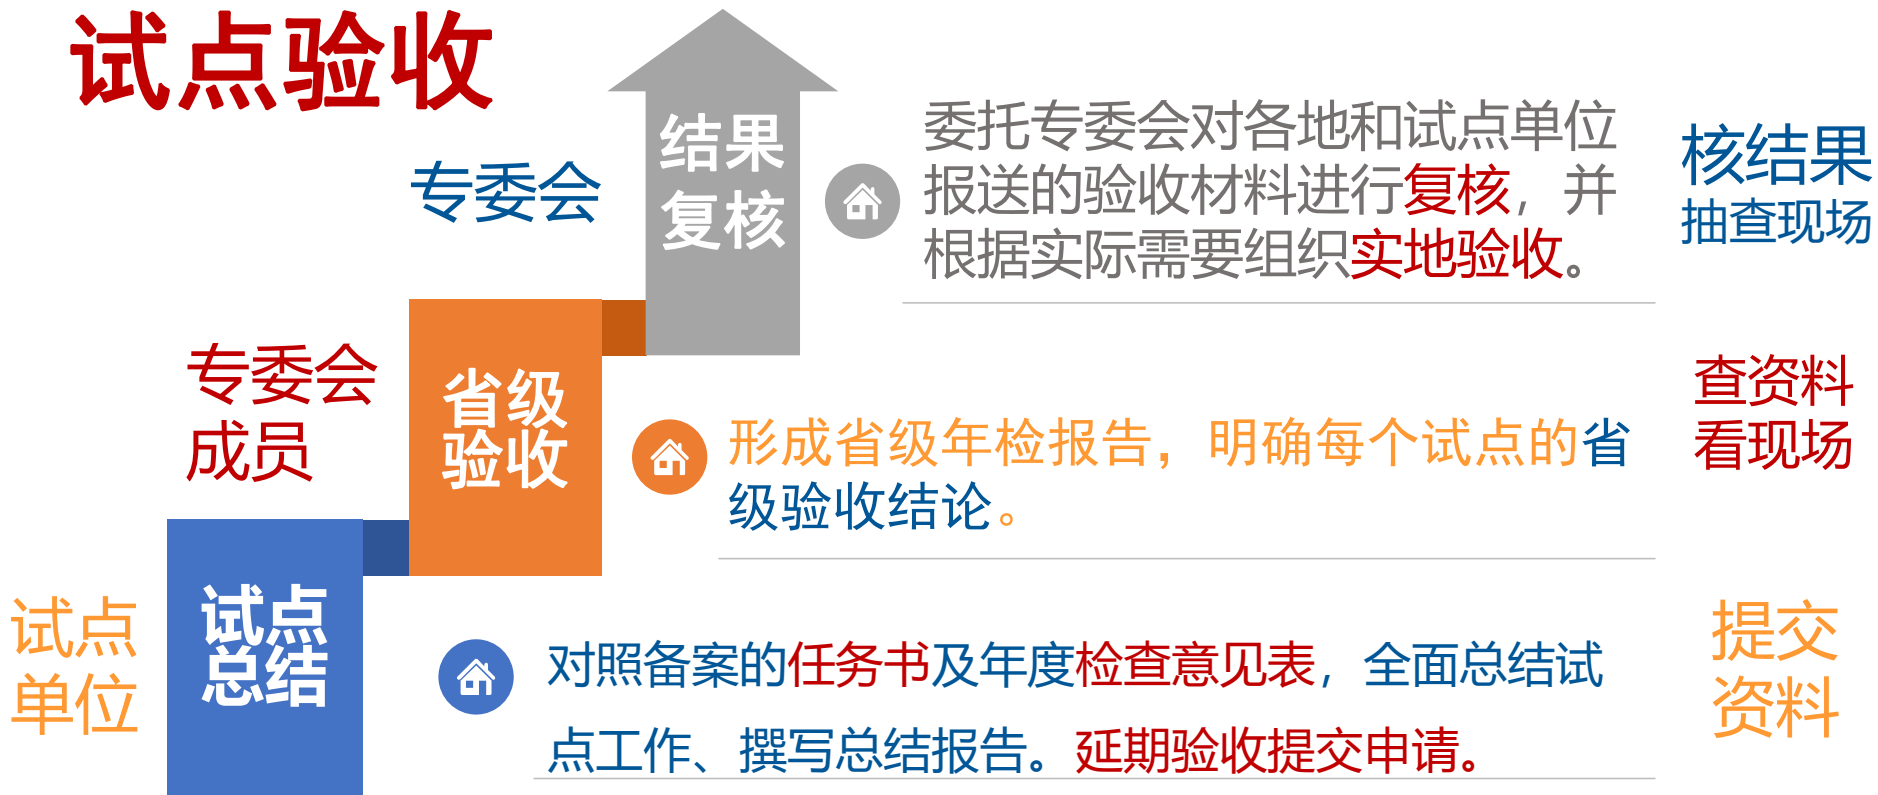 试点验收
专委会
结果
复核
委托专委会对各地和试点单位
报送的验收材料进行复核，并
根据实际需要组织实地验收。
核结果
抽查现场
专委会
成员
省级
验收
形成省级年检报告，明确每个试点的省
级验收结论。
查资料
看现场
试点
单位
试点
总结
对照备案的任务书及年度检查意见表，全面总结试
点工作、撰写总结报告。延期验收提交申请。
提交
资料